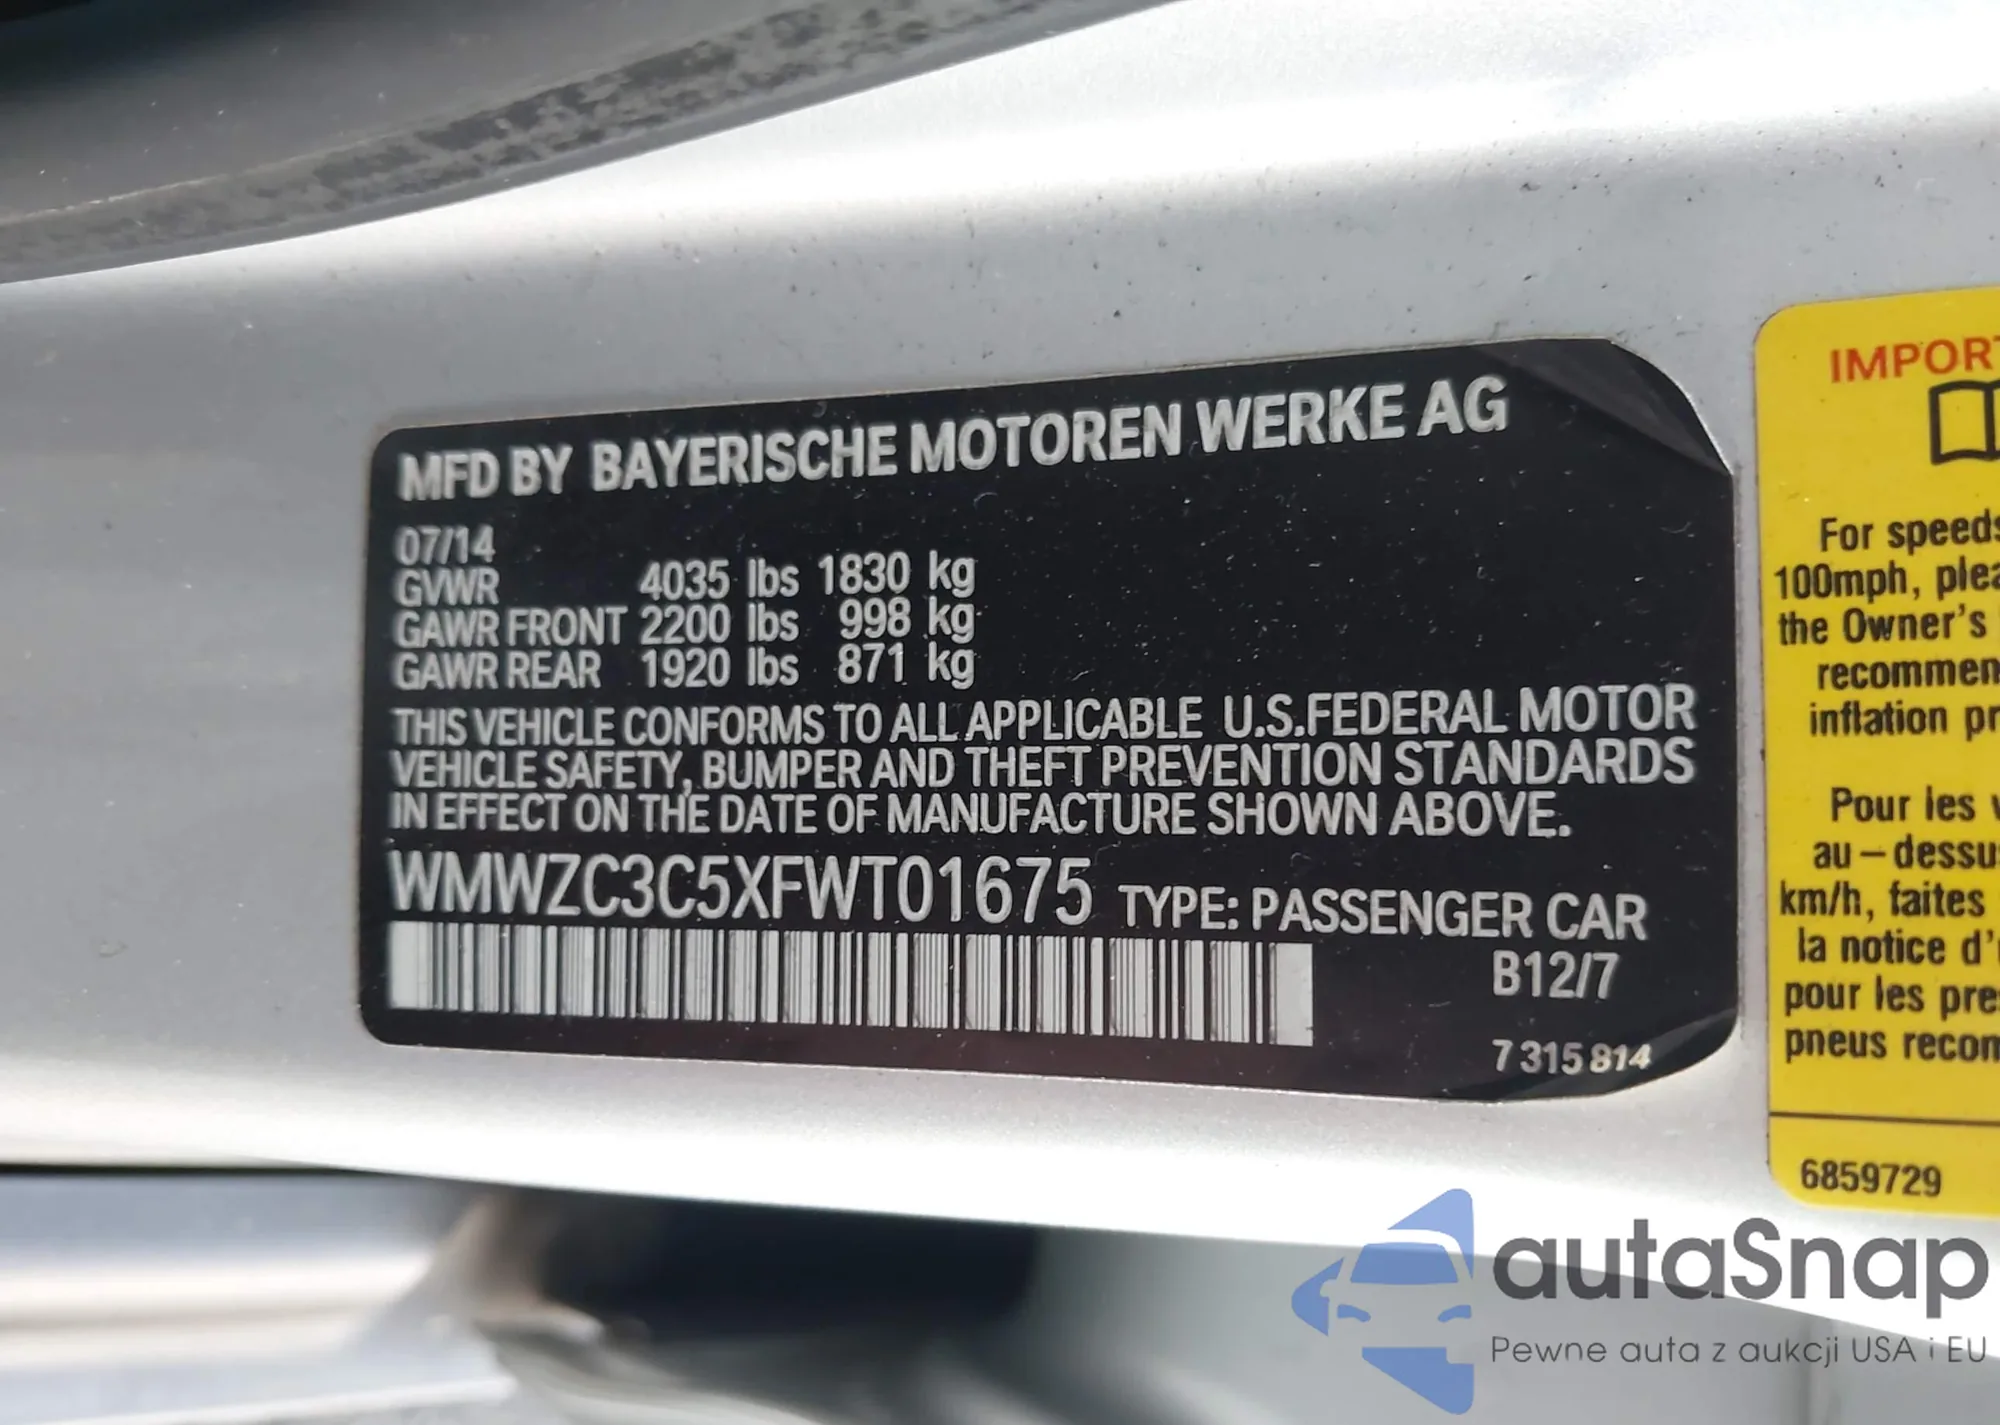 MFD BY BAYERISCHE MOTOREN WERKE AG
07/14
GVWR 4035 lbs 1830 kg
GAWR FRONT 2200 lbs 998 kg
GAWR REAR 1920 lbs 871 kg
THIS VEHICLE CONFORMS TO ALL APPLICABLE U.S.FEDERAL MOTOR
VEHICLE SAFETY, BUMPER AND THEFT PREVENTION STANDARDS
IN EFFECT ON THE DATE OF MANUFACTURE SHOWN ABOVE.
WMWZC3C5XFWT01675 TYPE: PASSENGER CAR
B12/7
7 315 814
IMPORT
For speeds
100mph, plea
the Owner's
recommen
inflation pr
Pour les v
au-dessus
km/h, faites
la notice d'
pour les pre
pneus recom
6859729
autaSnap
Pewne auta z aukcji USA i EU